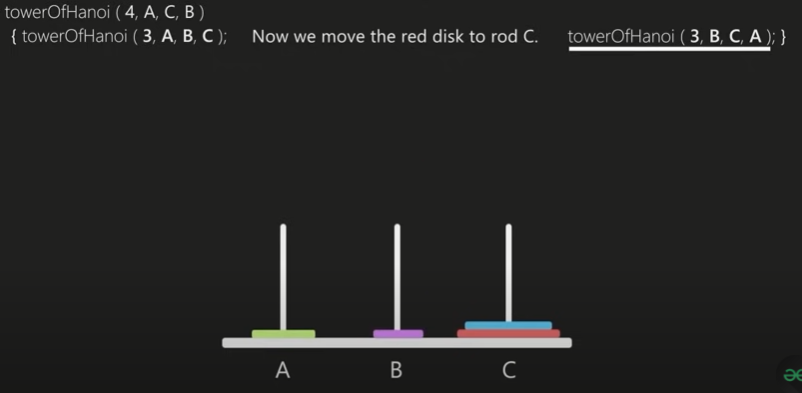 towerOfHanoi ( 4, A, C, B )
{ towerOfHanoi ( 3, A, B, C ); Now we move the red disk to rod C. towerOfHanoi ( 3, B, C, A ); }
A B C